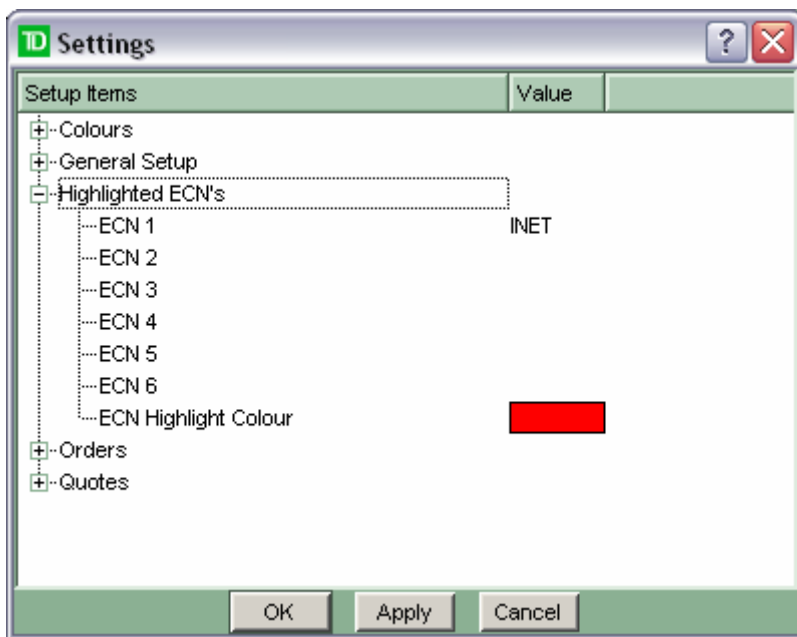 TD Settings ?
Setup Items Value
Colours
General Setup
Highlighted ECN's
ECN 1 INET
ECN 2
ECN 3
ECN 4
ECN 5
ECN 6
ECN Highlight Colour
Orders
Quotes
OK Apply Cancel